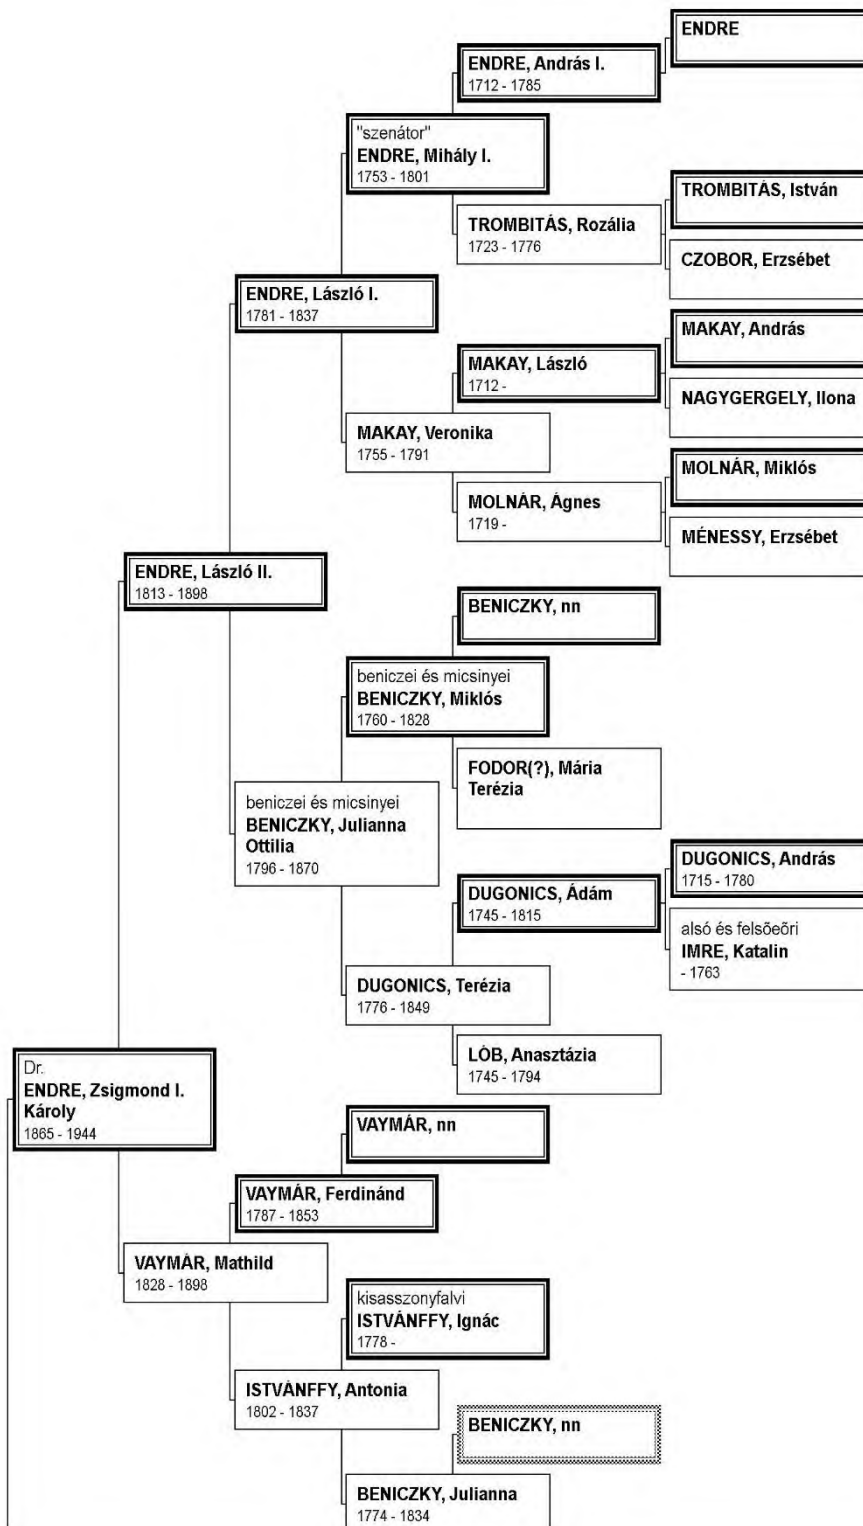 ENDRE
ENDRE, András I.
1712 - 1785
"szenátor"
ENDRE, Mihály I.
1753 - 1801
TROMBITÁS, István
TROMBITÁS, Rozália
1723 - 1776
CZOBOR, Erzsébet
ENDRE, László I.
1781 - 1837
MAKAY, András
MAKAY, László
1712 -
NAGYGERGELY, Ilona
MAKAY, Veronika
1755 - 1791
MOLNÁR, Miklós
MOLNÁR, Ágnes
1719 -
MÉNESSY, Erzsébet
ENDRE, László II.
1813 - 1898
BENICZKY, nn
beniczei és micsinyei
BENICZKY, Miklós
1760 - 1828
FODOR(?), Mária
Terézia
beniczei és micsinyei
BENICZKY, Julianna
Ottilia
1796 - 1870
DUGONICS, András
1715 - 1780
DUGONICS, Ádám
1745 - 1815
alsó és felsõeõri
IMRE, Katalin
- 1763
DUGONICS, Terézia
1776 - 1849
LÓB, Anasztázia
1745 - 1794
Dr.
ENDRE, Zsigmond I.
Károly
1865 - 1944
VAYMÁR, nn
VAYMÁR, Ferdinánd
1787 - 1853
VAYMÁR, Mathild
1828 - 1898
kisasszonyfalvi
ISTVÁNFFY, Ignác
1778 -
ISTVÁNFFY, Antonia
1802 - 1837
BENICZKY, nn
BENICZKY, Julianna
1774 - 1834